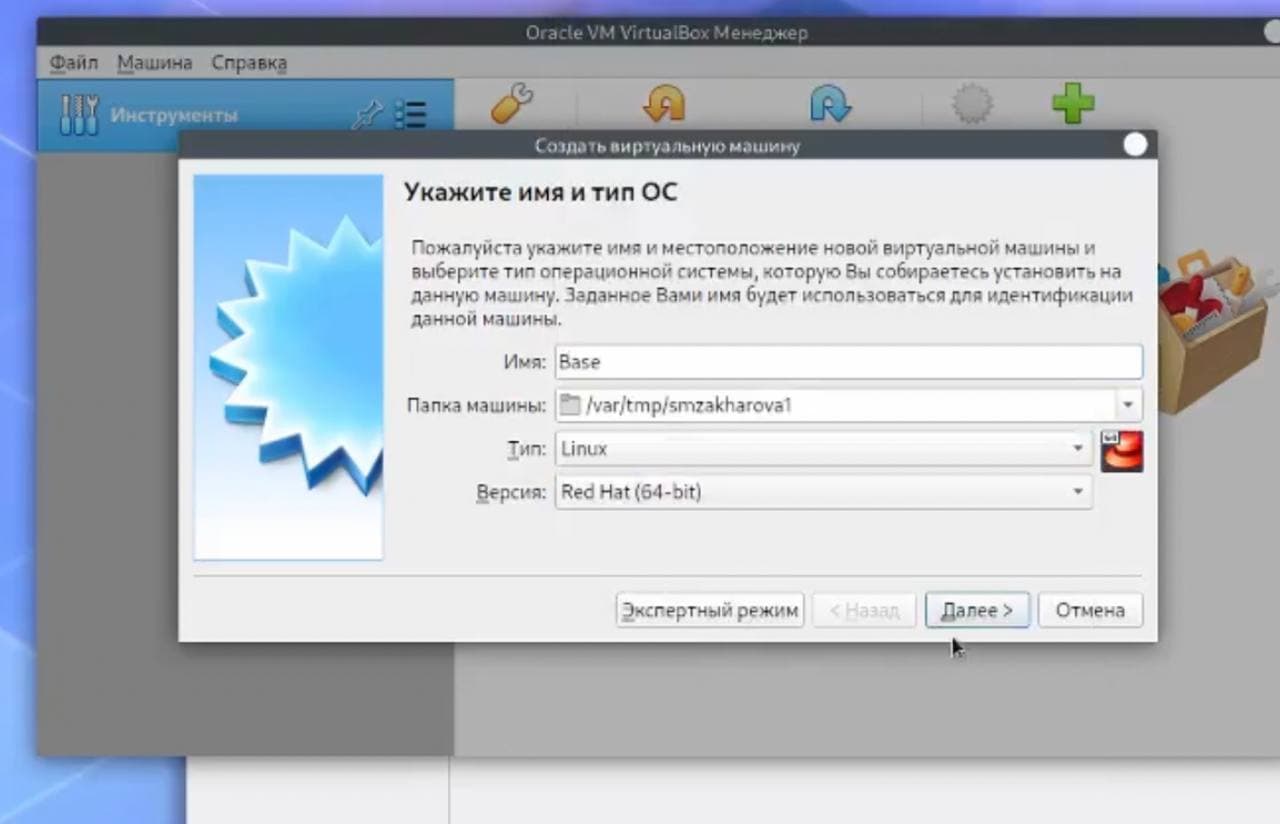 Oracle VM VirtualBox Менеджер
Файл Машина Справка
Инструменты
Создать виртуальную машину
Укажите имя и тип ОС
Пожалуйста укажите имя и местоположение новой виртуальной машины и
выберите тип операционной системы, которую Вы собираетесь установить на
данную машину. Заданное Вами имя будет использоваться для идентификации
данной машины.
Имя: Base
Папка машины: /var/tmp/smzakharova1
Тип: Linux
64
Версия: Red Hat (64-bit)
Экспертный режим < Назад Далее > Отмена